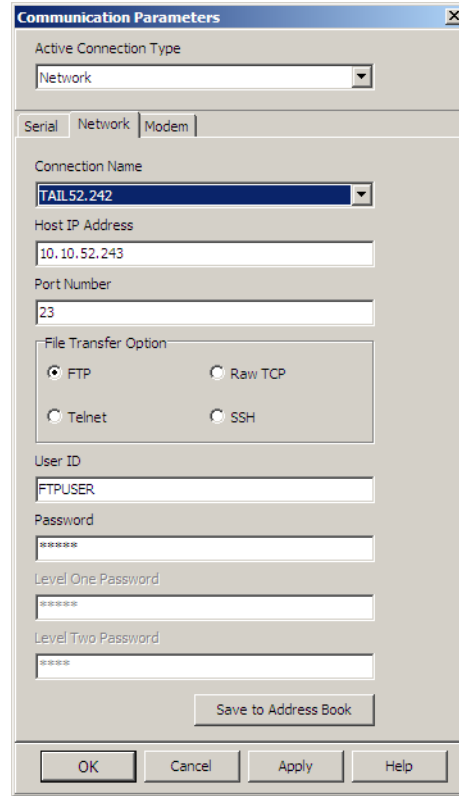 Communication Parameters
Active Connection Type
Network
Serial Network Modem
Connection Name
TAIL52.242
Host IP Address
10.10.52.243
Port Number
23
File Transfer Option
FTP Raw TCP
Telnet SSH
User ID
FTPUSER
Password
*****
Level One Password
*****
Level Two Password
****
Save to Address Book
OK Cancel Apply Help